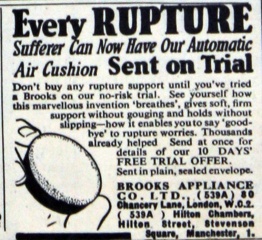 Every RUPTURE
Sufferer Can Now Have Our Automatic
Air Cushion Sent on Trial
Don't buy any rupture support until you've tried
a Brooks on our no-risk trial. See yourself how
this marvellous invention 'breathes', gives soft, firm
support without gouging and holds without
slipping—how it enables you to say 'good-
bye' to rupture worries. Thousands
already helped Send at once for
details of our 10 DAYS'
FREE TRIAL OFFER.
Sent in plain, sealed envelope.
BROOKS APPLIANCE
CO. LTD., (539A) 80
Chancery Lane, London, W.C.2.
(539A) Hilton Chambers,
Hilton Street, Stevenson
Square, Manchester, 1.